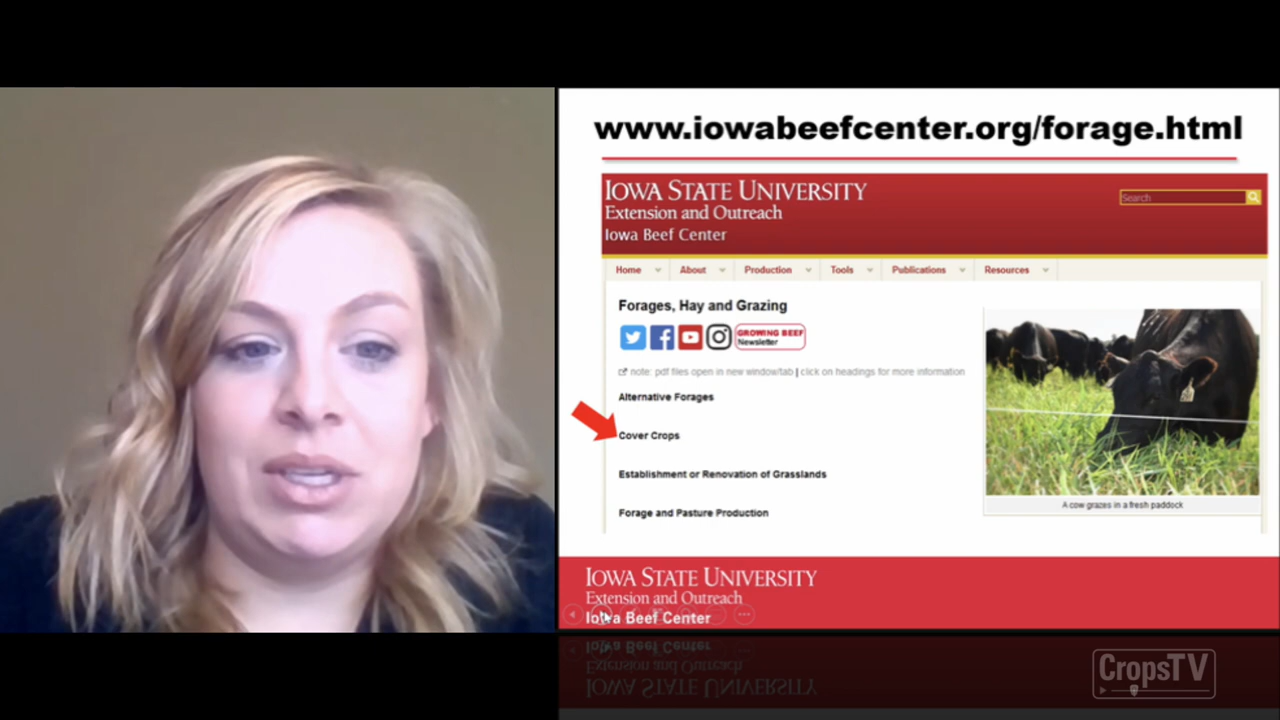 www.iowabeefcenter.org/forage.html
IOWA STATE UNIVERSITY
Extension and Outreach
Iowa Beef Center
Search
Home
About
Production
Tools
Publications
Resources
Forages, Hay and Grazing
GROWING BEEF
Newsletter
note: pdf files open in new window/tab | click on headings for more information
Alternative Forages
Cover Crops
Establishment or Renovation of Grasslands
Forage and Pasture Production
A cow grazes in a fresh paddock
IOWA STATE UNIVERSITY
Extension and Outreach
Iowa Beef Center
CropsTV